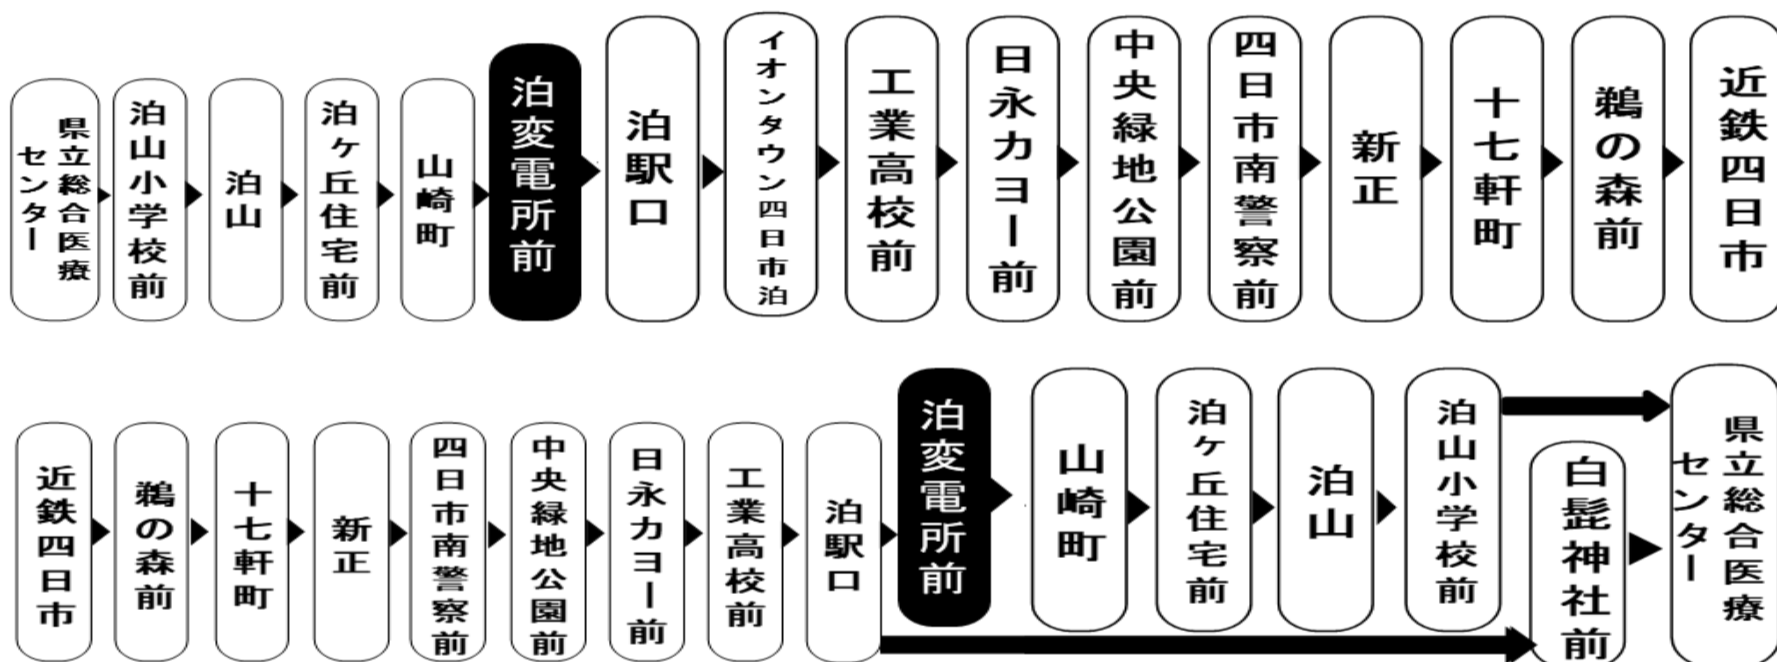 県立総合医療
センター
泊山小学校前
泊山
泊ヶ丘住宅前
山崎町
泊変電所前
泊駅口
イオンタウン四日市泊
工業高校前
日永カヨー前
中央緑地公園前
四日市南警察前
新正
十七軒町
鵜の森前
近鉄四日市
近鉄四日市
鵜の森前
十七軒町
新正
四日市南警察前
中央緑地公園前
日永カヨー前
工業高校前
泊駅口
泊変電所前
山崎町
泊ヶ丘住宅前
泊山
泊山小学校前
白髭神社前
県立総合医療
センター